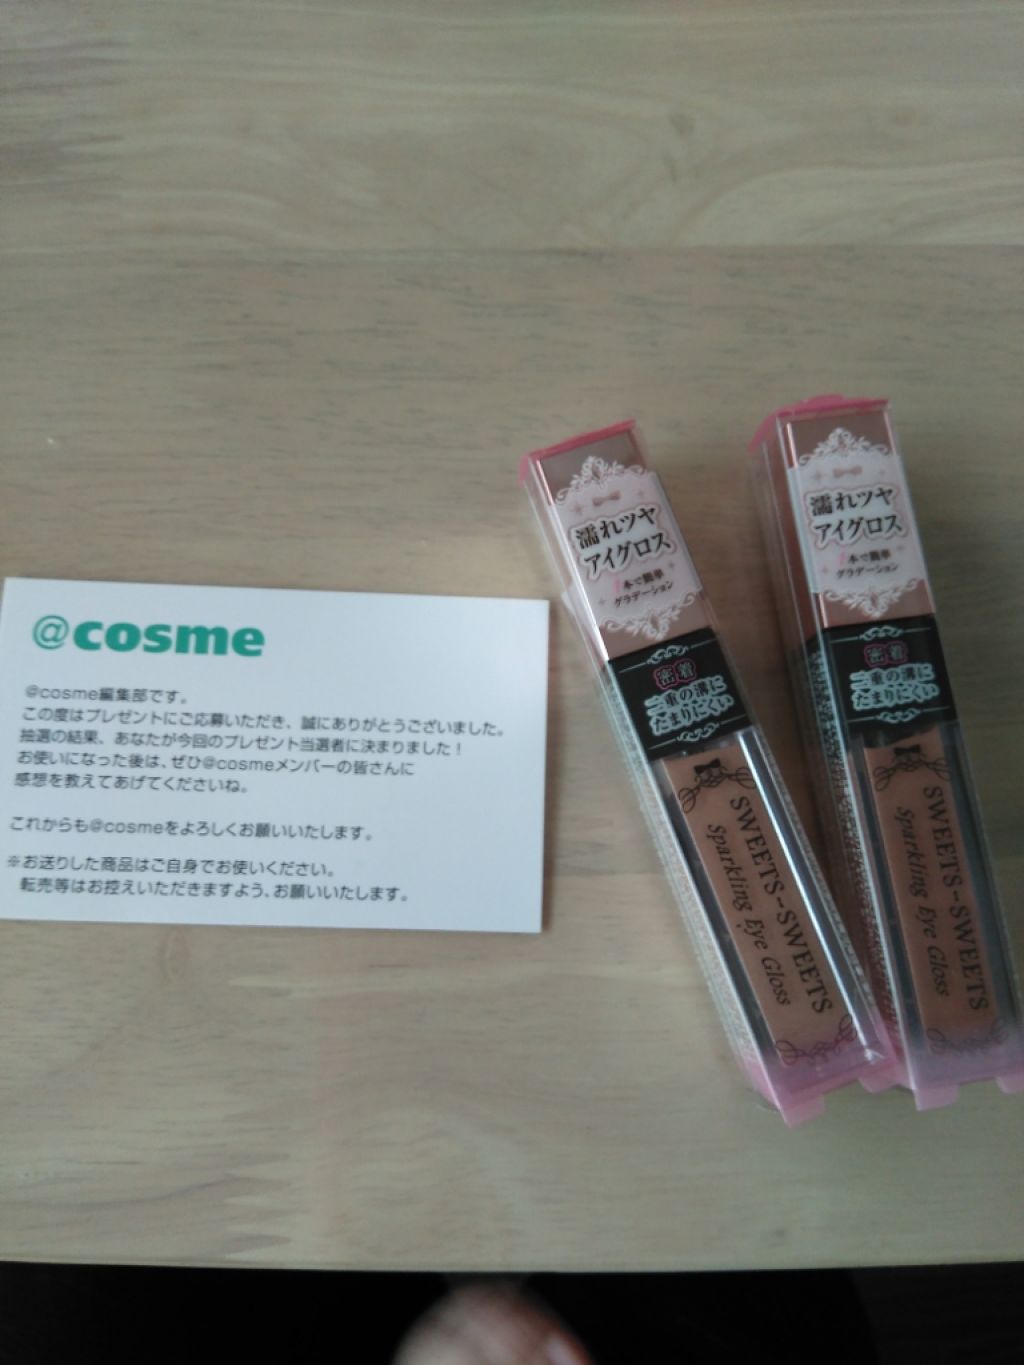 @cosme
@cosme編集部です。
この度はプレゼントにご応募いただき、誠にありがとうございました。
抽選の結果、あなたが今回のプレゼント当選者に決まりました！
お使いになった後は、ぜひ@cosmeメンバーの皆さんに
感想を教えてあげてくださいね。
これからも@cosmeをよろしくお願いいたします。
※お送りした商品はご自身でお使いください。
転売等はお控えいただきますよう、お願いいたします。
濡れツヤ
アイグロス
1本で簡単
グラデーション
密着
二重の溝に
たまりにくい
SWEETS-SWEETS
Sparkling Eye Gloss
濡れツヤ
アイグロス
1本で簡単
グラデーション
密着
二重の溝に
たまりにくい
SWEETS-SWEETS
Sparkling Eye Gloss